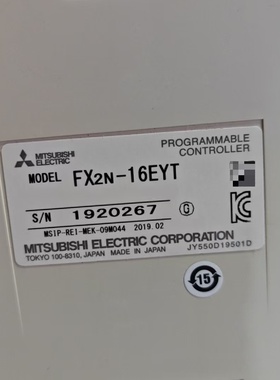 MITSUBISHI
ELECTRIC
PROGRAMMABLE
CONTROLLER
MODEL FX2N-16EYT
S/N 1920267 G
MSIP-REI-MEK-09M044 2019.02
MITSUBISHI ELECTRIC CORPORATION
TOKYO 100-8310, JAPAN MADE IN JAPAN JY550D19501D
15